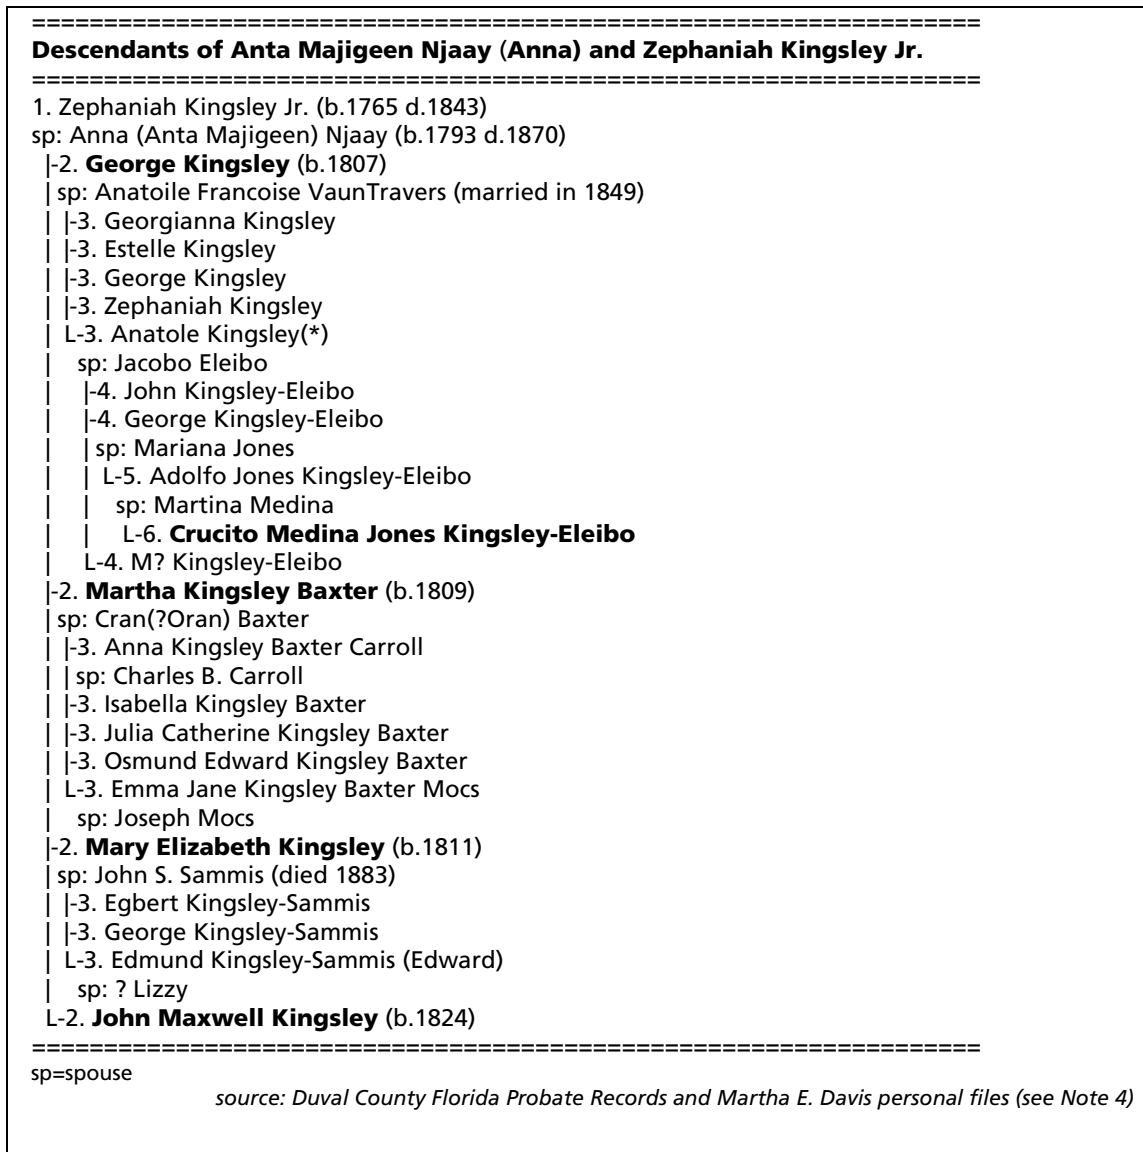 ==================================================================
Descendants of Anta Majigeen Njaay (Anna) and Zephaniah Kingsley Jr.
==================================================================
1. Zephaniah Kingsley Jr. (b.1765 d.1843)
sp: Anna (Anta Majigeen) Njaay (b.1793 d.1870)
|-2. George Kingsley (b.1807)
| sp: Anatoile Francoise VaunTravers (married in 1849)
| |-3. Georgianna Kingsley
| |-3. Estelle Kingsley
| |-3. George Kingsley
| |-3. Zephaniah Kingsley
| L-3. Anatole Kingsley(*)
| sp: Jacobo Eleibo
| |-4. John Kingsley-Eleibo
| |-4. George Kingsley-Eleibo
| | sp: Mariana Jones
| | L-5. Adolfo Jones Kingsley-Eleibo
| | sp: Martina Medina
| | L-6. Crucito Medina Jones Kingsley-Eleibo
| L-4. M? Kingsley-Eleibo
|-2. Martha Kingsley Baxter (b.1809)
| sp: Cran(?Oran) Baxter
| |-3. Anna Kingsley Baxter Carroll
| | sp: Charles B. Carroll
| |-3. Isabella Kingsley Baxter
| |-3. Julia Catherine Kingsley Baxter
| |-3. Osmund Edward Kingsley Baxter
| L-3. Emma Jane Kingsley Baxter Mocs
| sp: Joseph Mocs
|-2. Mary Elizabeth Kingsley (b.1811)
| sp: John S. Sammis (died 1883)
| |-3. Egbert Kingsley-Sammis
| |-3. George Kingsley-Sammis
| L-3. Edmund Kingsley-Sammis (Edward)
| sp: ? Lizzy
L-2. John Maxwell Kingsley (b.1824)
==================================================================
sp=spouse
source: Duval County Florida Probate Records and Martha E. Davis personal files (see Note 4)